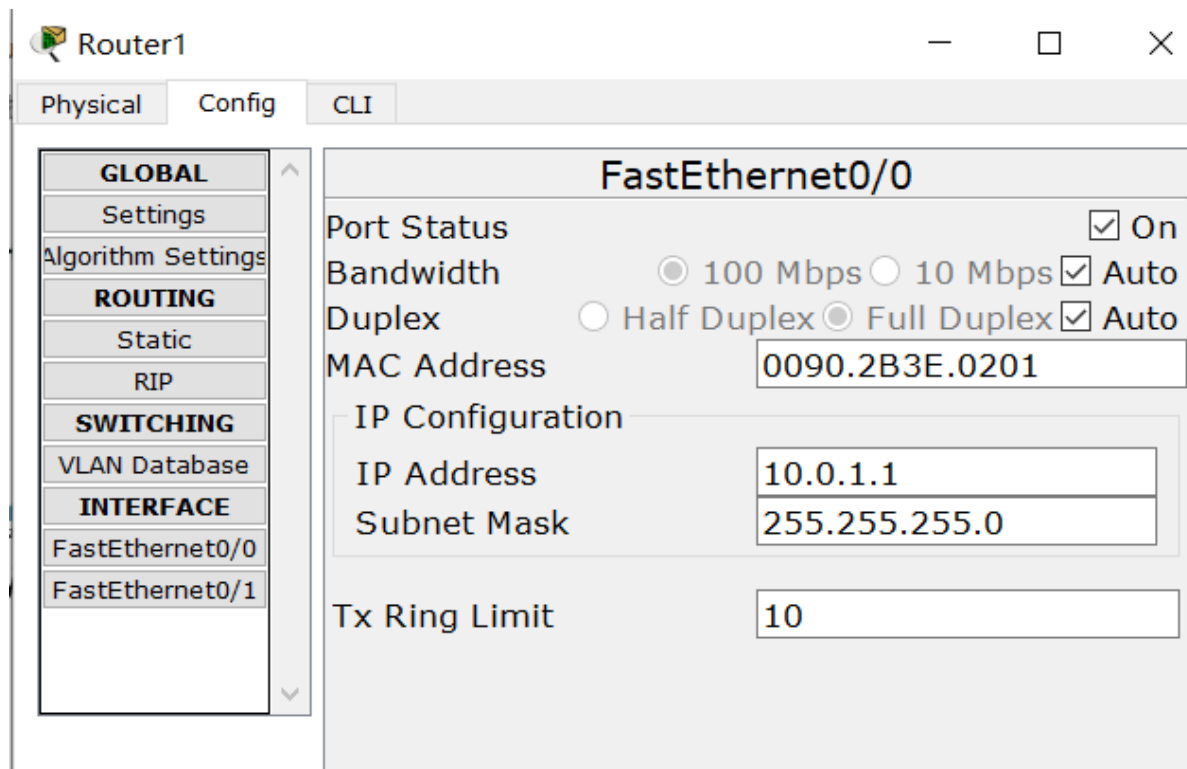 Router1
Physical Config CLI
GLOBAL
Settings
Algorithm Settings
ROUTING
Static
RIP
SWITCHING
VLAN Database
INTERFACE
FastEthernet0/0
FastEthernet0/1
FastEthernet0/0
Port Status On
Bandwidth 100 Mbps 10 Mbps Auto
Duplex Half Duplex Full Duplex Auto
MAC Address 0090.2B3E.0201
IP Configuration
IP Address 10.0.1.1
Subnet Mask 255.255.255.0
Tx Ring Limit 10